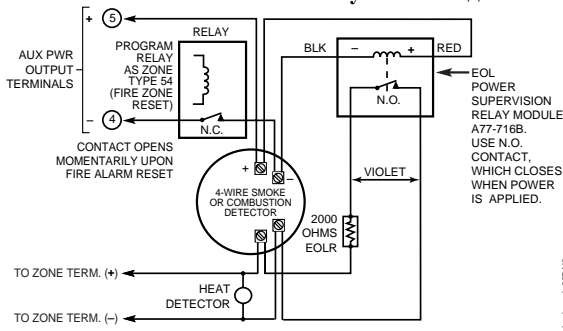 + 5
AUX PWR
OUTPUT
TERMINALS
– 4
RELAY
PROGRAM
RELAY
AS ZONE
TYPE 54
(FIRE ZONE
RESET)
N.C.
CONTACT OPENS
MOMENTARILY UPON
FIRE ALARM RESET
BLK – + RED
N.O.
EOL
POWER
SUPERVISION
RELAY MODULE
A77-716B.
USE N.O.
CONTACT,
WHICH CLOSES
WHEN POWER
IS APPLIED.
VIOLET
+ –
4-WIRE SMOKE
OR COMBUSTION
DETECTOR
2000
OHMS
EOLR
TO ZONE TERM. (+)
HEAT
DETECTOR
TO ZONE TERM. (–)